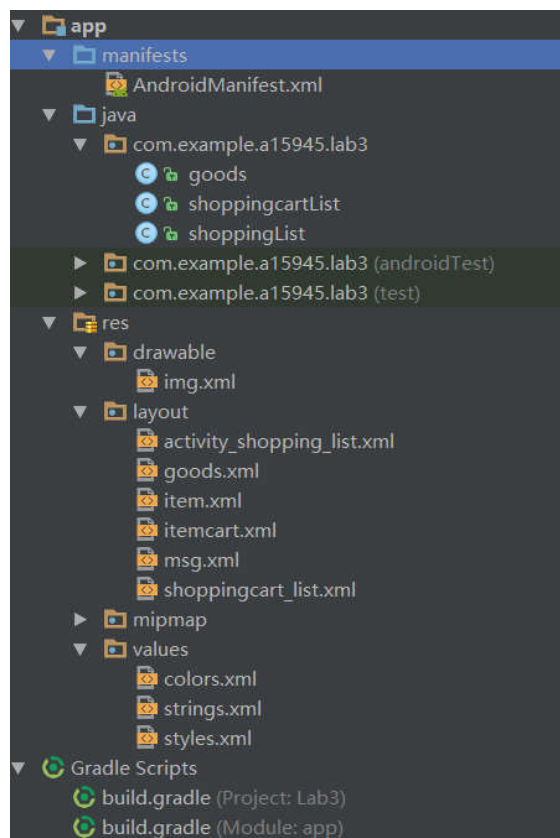 app
manifests
AndroidManifest.xml
java
com.example.a15945.lab3
goods
shoppingcartList
shoppingList
com.example.a15945.lab3 (androidTest)
com.example.a15945.lab3 (test)
res
drawable
img.xml
layout
activity_shopping_list.xml
goods.xml
item.xml
itemcart.xml
msg.xml
shoppingcart_list.xml
mipmap
values
colors.xml
strings.xml
styles.xml
Gradle Scripts
build.gradle (Project: Lab3)
build.gradle (Module: app)